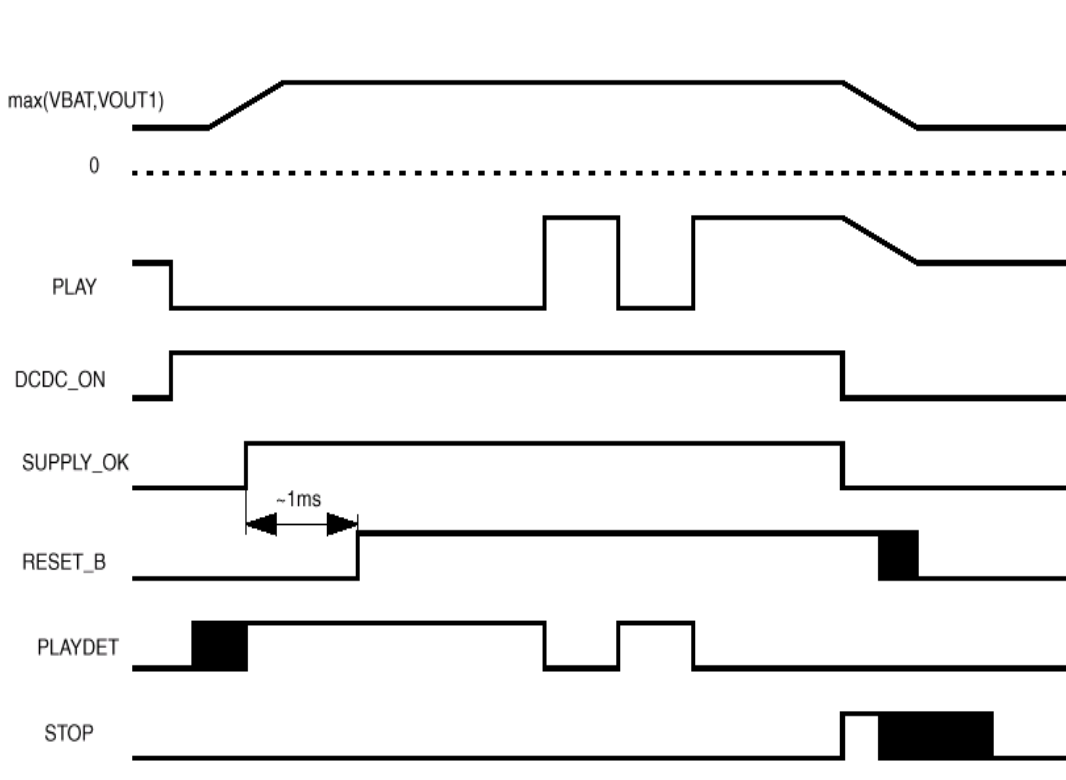 max(VBAT,VOUT1)
0
PLAY
DCDC_ON
SUPPLY_OK
~1ms
RESET_B
PLAYDET
STOP